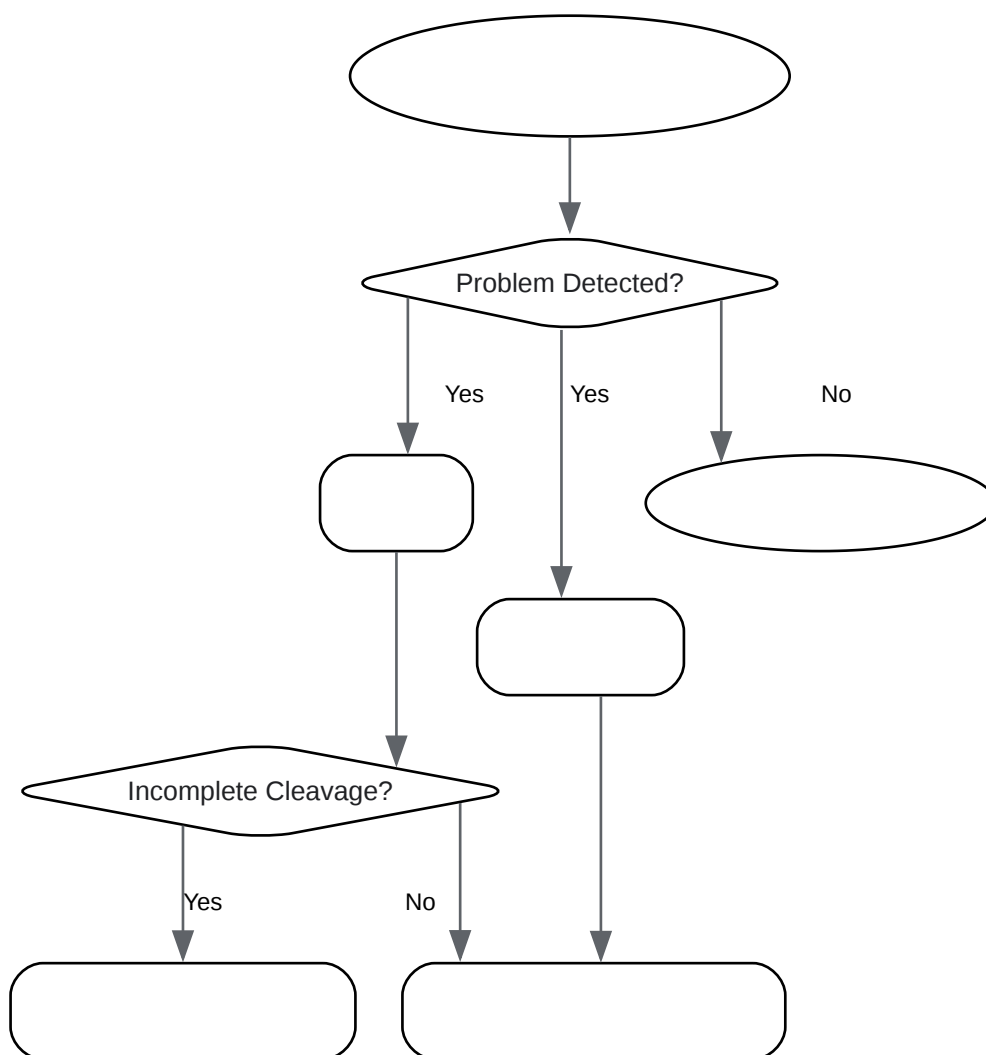 Problem Detected?
Yes
Yes
No
Incomplete Cleavage?
Yes
No